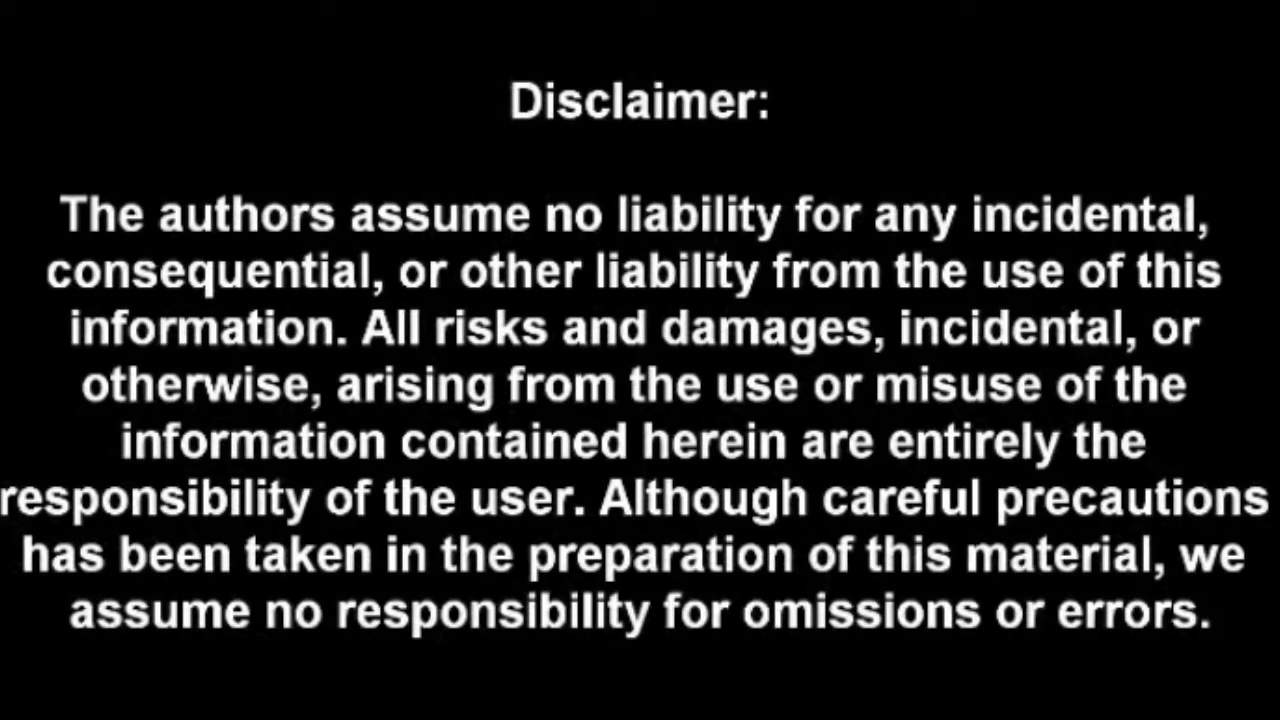 Disclaimer:
The authors assume no liability for any incidental,
consequential, or other liability from the use of this
information. All risks and damages, incidental, or
otherwise, arising from the use or misuse of the
information contained herein are entirely the
responsibility of the user. Although careful precautions
has been taken in the preparation of this material, we
assume no responsibility for omissions or errors.